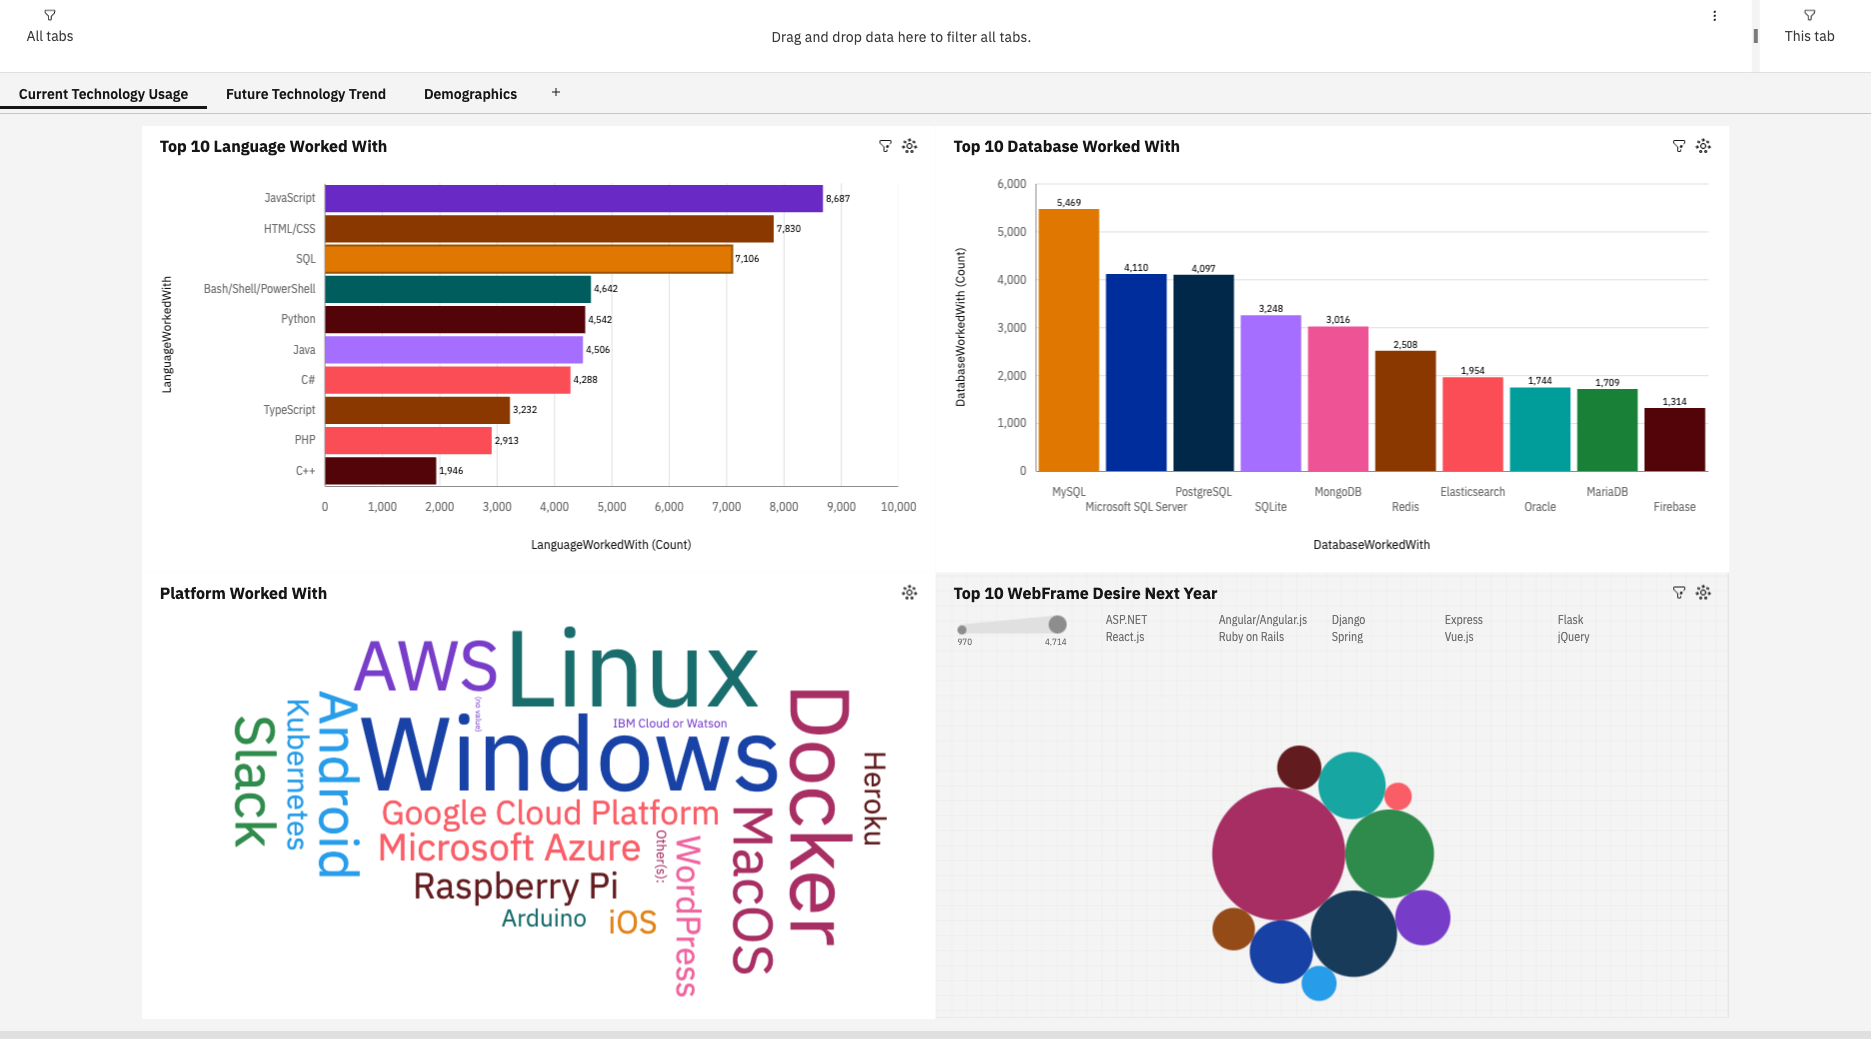 All tabs
Drag and drop data here to filter all tabs.
This tab
Current Technology Usage
Future Technology Trend
Demographics
+
Top 10 Language Worked With
LanguageWorkedWith
JavaScript
8,687
HTML/CSS
7,830
SQL
7,106
Bash/Shell/PowerShell
4,642
Python
4,542
Java
4,506
C#
4,288
TypeScript
3,232
PHP
2,913
C++
1,946
0 1,000 2,000 3,000 4,000 5,000 6,000 7,000 8,000 9,000 10,000
LanguageWorkedWith (Count)
Top 10 Database Worked With
DatabaseWorkedWith (Count)
6,000
5,000
4,000
3,000
2,000
1,000
0
5,469
4,110
4,097
3,248
3,016
2,508
1,954
1,744
1,709
1,314
MySQL
Microsoft SQL Server
PostgreSQL
SQLite
MongoDB
Redis
Elasticsearch
Oracle
MariaDB
Firebase
DatabaseWorkedWith
Platform Worked With
AWS
Linux
Slack
Kubernetes
Android
(no value)
IBM Cloud or Watson
Windows
Docker
Heroku
Google Cloud Platform
Microsoft Azure
Other(s):
WordPress
MacOS
Raspberry Pi
Arduino
iOS
Top 10 WebFrame Desire Next Year
970
4,714
ASP.NET Angular/Angular.js Django Express Flask
React.js Ruby on Rails Spring Vue.js jQuery